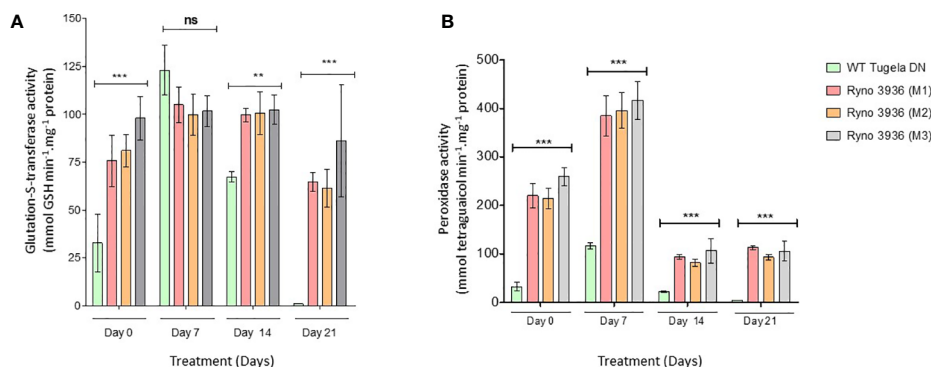 A
Glutation-S-transferase activity
(mmol GSH min⁻¹.mg⁻¹ protein)
150
125
100
75
50
25
0
***
ns
**
***
Day 0
Day 7
Day 14
Day 21
Treatment (Days)
B
Peroxidase activity
(mmol tetraguaicol min⁻¹.mg⁻¹ protein)
500
400
300
200
100
0
***
***
***
***
Day 0
Day 7
Day 14
Day 21
Treatment (Days)
WT Tugela DN
Ryno 3936 (M1)
Ryno 3936 (M2)
Ryno 3936 (M3)